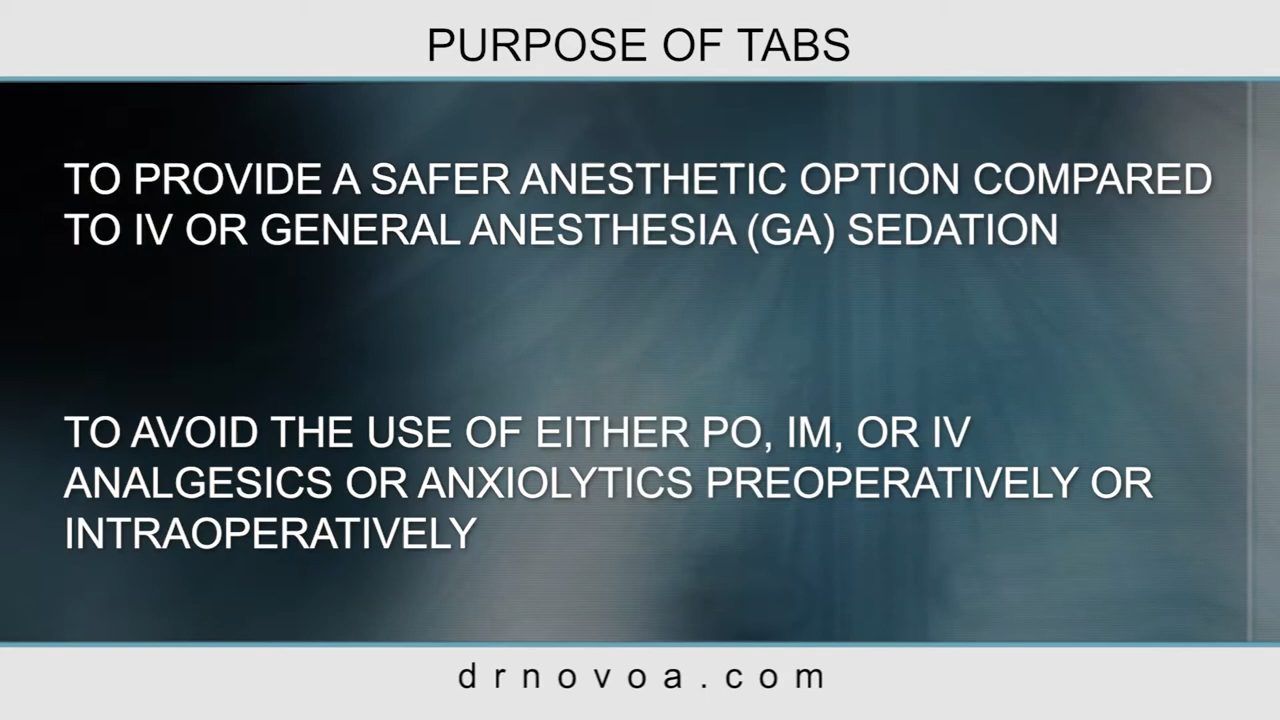 PURPOSE OF TABS
TO PROVIDE A SAFER ANESTHETIC OPTION COMPARED
TO IV OR GENERAL ANESTHESIA (GA) SEDATION
TO AVOID THE USE OF EITHER PO, IM, OR IV
ANALGESICS OR ANXIOLYTICS PREOPERATIVELY OR
INTRAOPERATIVELY
drnovoa.com